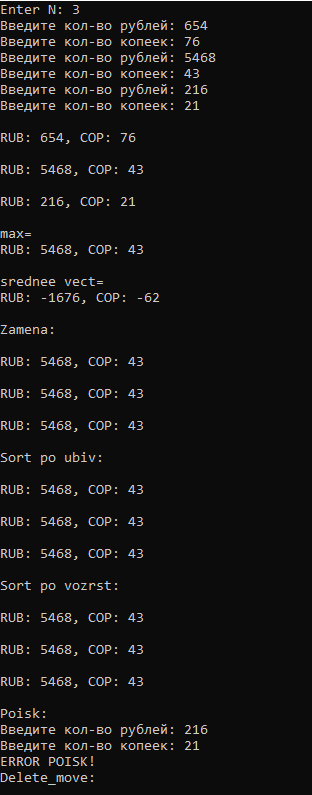 Enter N: 3
Введите кол-во рублей: 654
Введите кол-во копеек: 76
Введите кол-во рублей: 5468
Введите кол-во копеек: 43
Введите кол-во рублей: 216
Введите кол-во копеек: 21
RUB: 654, COP: 76
RUB: 5468, COP: 43
RUB: 216, COP: 21
max=
RUB: 5468, COP: 43
srednee vect=
RUB: -1676, COP: -62
Zamena:
RUB: 5468, COP: 43
RUB: 5468, COP: 43
RUB: 5468, COP: 43
Sort po ubiv:
RUB: 5468, COP: 43
RUB: 5468, COP: 43
RUB: 5468, COP: 43
Sort po vozrst:
RUB: 5468, COP: 43
RUB: 5468, COP: 43
RUB: 5468, COP: 43
Poisk:
Введите кол-во рублей: 216
Введите кол-во копеек: 21
ERROR POISK!
Delete_move: